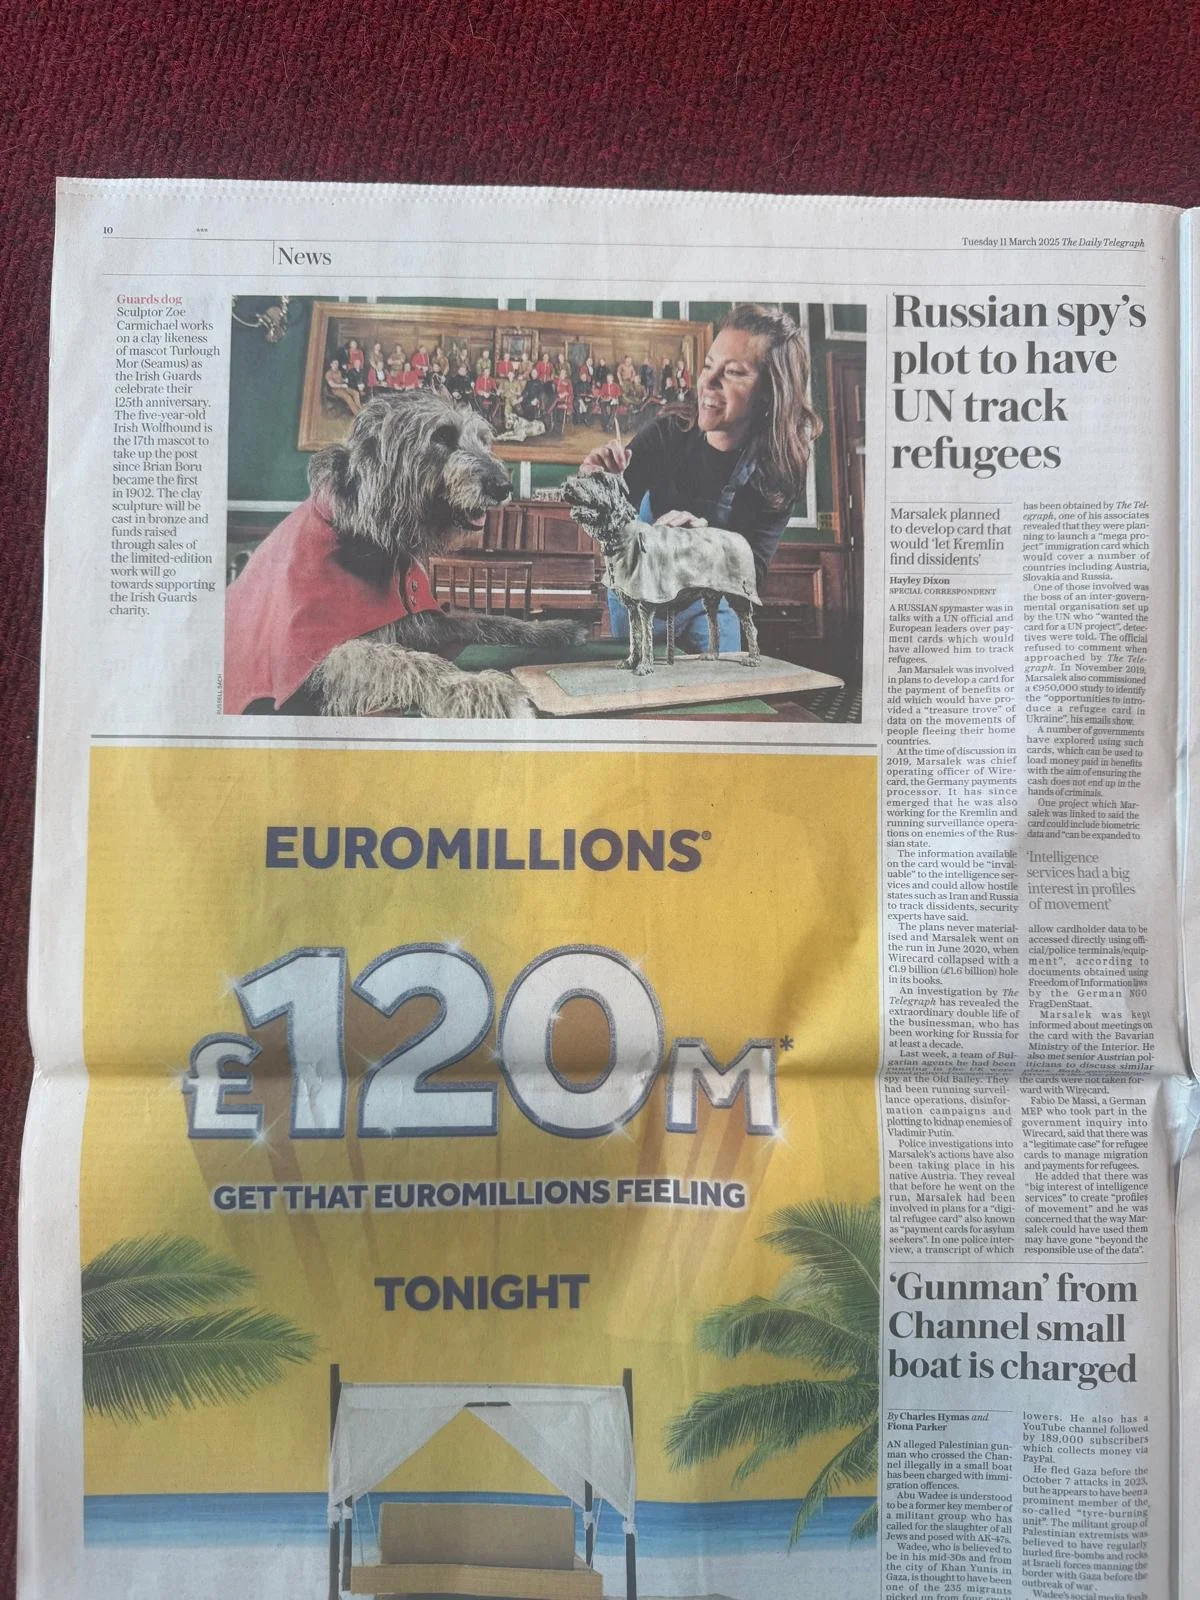 10
***
Tuesday 11 March 2025 The Daily Telegraph
News
Guards dog
Sculptor Zoe
Carmichael works
on a clay likeness
of mascot Turlough
Mor (Seamus) as
the Irish Guards
celebrate their
125th anniversary.
The five-year-old
Irish Wolfhound is
the 17th mascot to
take up the post
since Brian Boru
became the first
in 1902. The clay
sculpture will be
cast in bronze and
funds raised
through sales of
the limited-edition
work will go
towards supporting
the Irish Guards
charity.
RUSSELL SACH
EUROMILLIONS®
£120M*
GET THAT EUROMILLIONS FEELING
TONIGHT
Russian spy's
plot to have
UN track
refugees
Marsalek planned
to develop card that
would 'let Kremlin
find dissidents'
Hayley Dixon
SPECIAL CORRESPONDENT
A RUSSIAN spymaster was in
talks with a UN official and
European leaders over pay-
ment cards which would
have allowed him to track
refugees.
Jan Marsalek was involved
in plans to develop a card for
the payment of benefits or
aid which would have pro-
vided a "treasure trove" of
data on the movements of
people fleeing their home
countries.
At the time of discussion in
2019, Marsalek was chief
operating officer of Wire-
card, the Germany payments
processor. It has since
emerged that he was also
working for the Kremlin and
running surveillance opera-
tions on enemies of the Rus-
sian state.
The information available
on the card would be "inval-
uable" to the intelligence ser-
vices and could allow hostile
states such as Iran and Russia
to track dissidents, security
experts have said.
The plans never material-
ised and Marsalek went on
the run in June 2020, when
Wirecard collapsed with a
€1.9 billion (£1.6 billion) hole
in its books.
An investigation by The
Telegraph has revealed the
extraordinary double life of
the businessman, who has
been working for Russia for
at least a decade.
Last week, a team of Bul-
garian agents he had been
running in the UK were
spy at the Old Bailey. They
had been running surveil-
lance operations, disinfor-
mation campaigns and
plotting to kidnap enemies of
Vladimir Putin.
Police investigations into
Marsalek's actions have also
been taking place in his
native Austria. They reveal
that before he went on the
run, Marsalek had been
involved in plans for a "digi-
tal refugee card" also known
as "payment cards for asylum
seekers". In one police inter-
view, a transcript of which
has been obtained by The Tel-
egraph, one of his associates
revealed that they were plan-
ning to launch a "mega pro-
ject" immigration card which
would cover a number of
countries including Austria,
Slovakia and Russia.
One of those involved was
the boss of an inter-govern-
mental organisation set up
by the UN who "wanted the
card for a UN project", detec-
tives were told. The official
refused to comment when
approached by The Tele-
graph. In November 2019,
Marsalek also commissioned
a €950,000 study to identify
the "opportunities to intro-
duce a refugee card in
Ukraine", his emails show.
A number of governments
have explored using such
cards, which can be used to
load money paid in benefits
with the aim of ensuring the
cash does not end up in the
hands of criminals.
One project which Mar-
salek was linked to said the
card could include biometric
data and "can be expanded to
'Intelligence
services had a big
interest in profiles
of movement'
allow cardholder data to be
accessed directly using offi-
cial/police terminals/equip-
ment", according to
documents obtained using
Freedom of Information laws
by the German NGO
FragDenStaat.
Marsalek was kept
informed about meetings on
the card with the Bavarian
Ministry of the Interior. He
also met senior Austrian pol-
iticians to discuss similar
plans. Both governments
the cards were not taken for-
ward with Wirecard.
Fabio De Massi, a German
MEP who took part in the
government inquiry into
Wirecard, said that there was
a "legitimate case" for refugee
cards to manage migration
and payments for refugees.
He added that there was
"big interest of intelligence
services" to create "profiles
of movement" and he was
concerned that the way Mar-
salek could have used them
may have gone "beyond the
responsible use of the data".
'Gunman' from
Channel small
boat is charged
By Charles Hymas and
Fiona Parker
AN alleged Palestinian gun-
man who crossed the Chan-
nel illegally in a small boat
has been charged with immi-
gration offences.
Abu Wadee is understood
to be a former key member of
a militant group who has
called for the slaughter of all
Jews and posed with AK-47s.
Wadee, who is believed to
be in his mid-30s and from
the city of Khan Yunis in
Gaza, is thought to have been
one of the 235 migrants
picked up from four small
lowers. He also has a
YouTube channel followed
by 189,000 subscribers
which collects money via
PayPal.
He fled Gaza before the
October 7 attacks in 2023,
but he appears to have been a
prominent member of the
so-called "tyre-burning
unit". The militant group of
Palestinian extremists was
believed to have regularly
hurled fire-bombs and rocks
at Israeli forces manning the
border with Gaza before the
outbreak of war.
Wadee's social media feeds